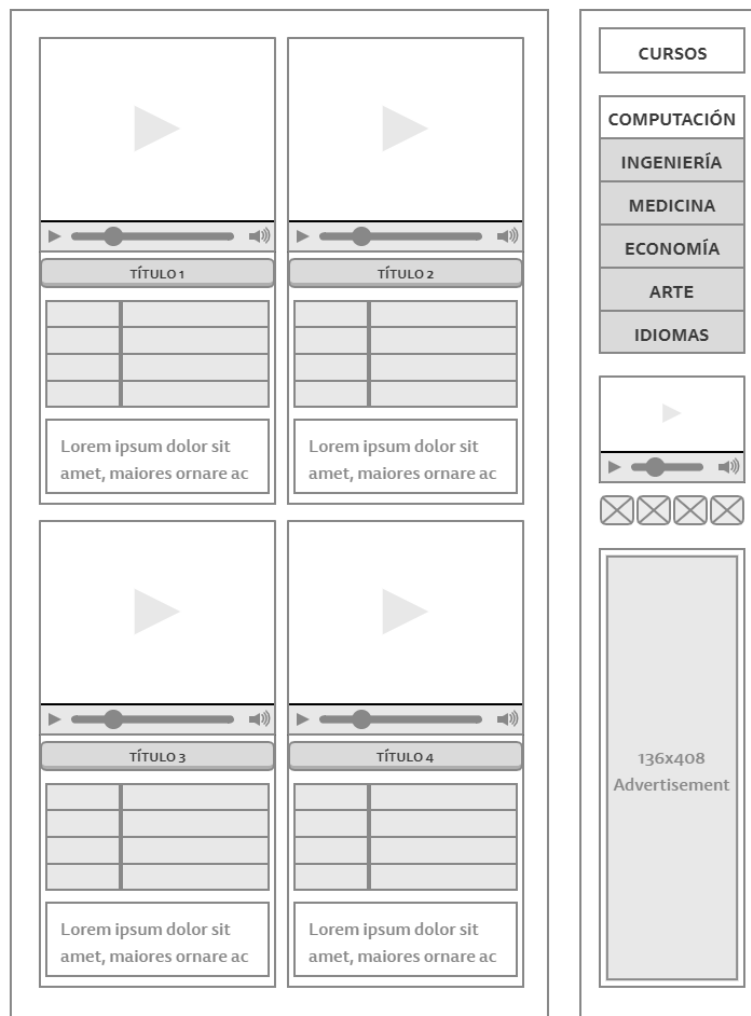 TÍTULO 1
TÍTULO 2
Lorem ipsum dolor sit
amet, maiores ornare ac
Lorem ipsum dolor sit
amet, maiores ornare ac
TÍTULO 3
TÍTULO 4
Lorem ipsum dolor sit
amet, maiores ornare ac
Lorem ipsum dolor sit
amet, maiores ornare ac
CURSOS
COMPUTACIÓN
INGENIERÍA
MEDICINA
ECONOMÍA
ARTE
IDIOMAS
136x408
Advertisement